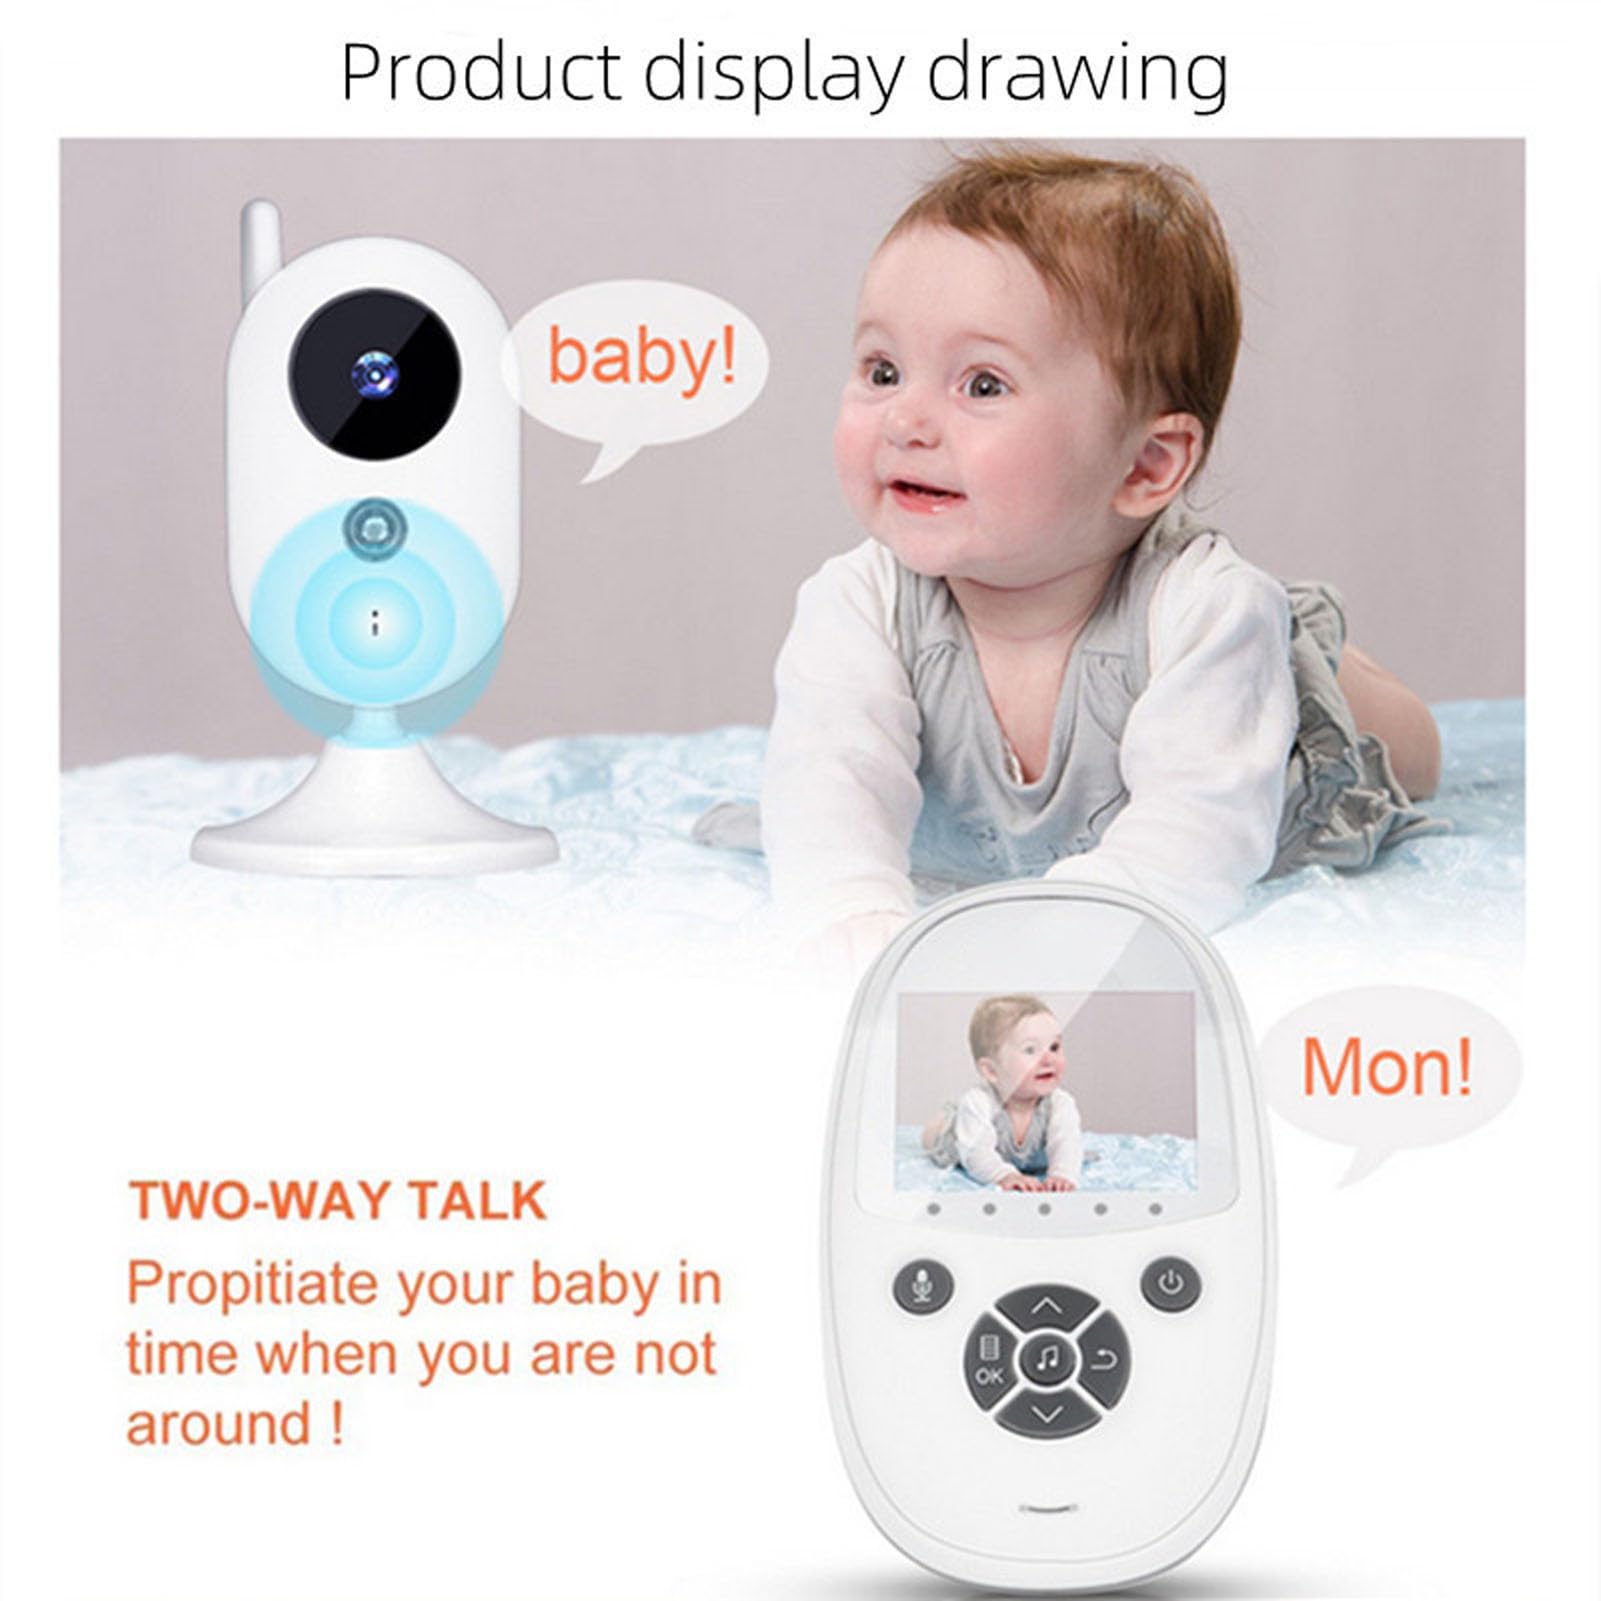 Product display drawing
baby!
Mon!
TWO-WAY TALK
Propitiate your baby in
time when you are not
around !
OK